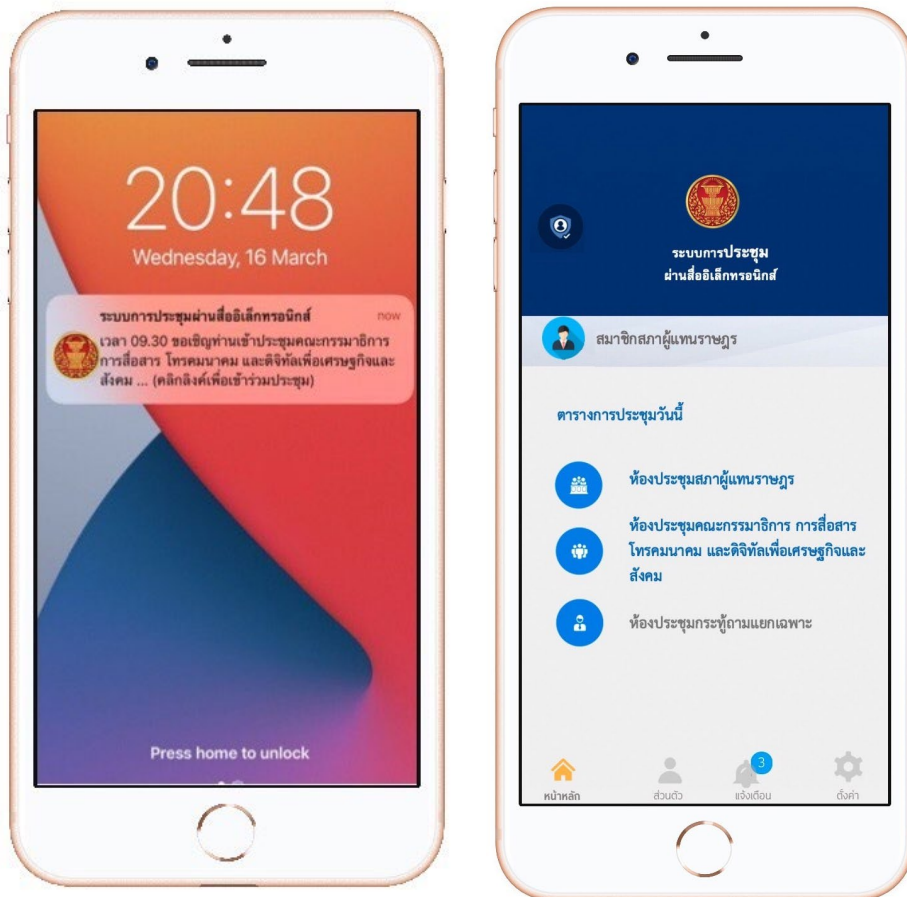 20:48
Wednesday, 16 March
ระบบการประชุมผ่านสื่ออิเล็กทรอนิกส์
now
เวลา 09.30 ขอเชิญท่านเข้าประชุมคณะกรรมาธิการ
การสื่อสาร โทรคมนาคม และดิจิทัลเพื่อเศรษฐกิจและ
สังคม ... (คลิกลิงค์เพื่อเข้าร่วมประชุม)
Press home to unlock
ระบบการประชุม
ผ่านสื่ออิเล็กทรอนิกส์
สมาชิกสภาผู้แทนราษฎร
ตารางการประชุมวันนี้
ห้องประชุมสภาผู้แทนราษฎร
ห้องประชุมคณะกรรมาธิการ การสื่อสาร
โทรคมนาคม และดิจิทัลเพื่อเศรษฐกิจและ
สังคม
ห้องประชุมกระทู้ถามแยกเฉพาะ
3
หน้าหลัก
ส่วนตัว
แจ้งเตือน
ตั้งค่า